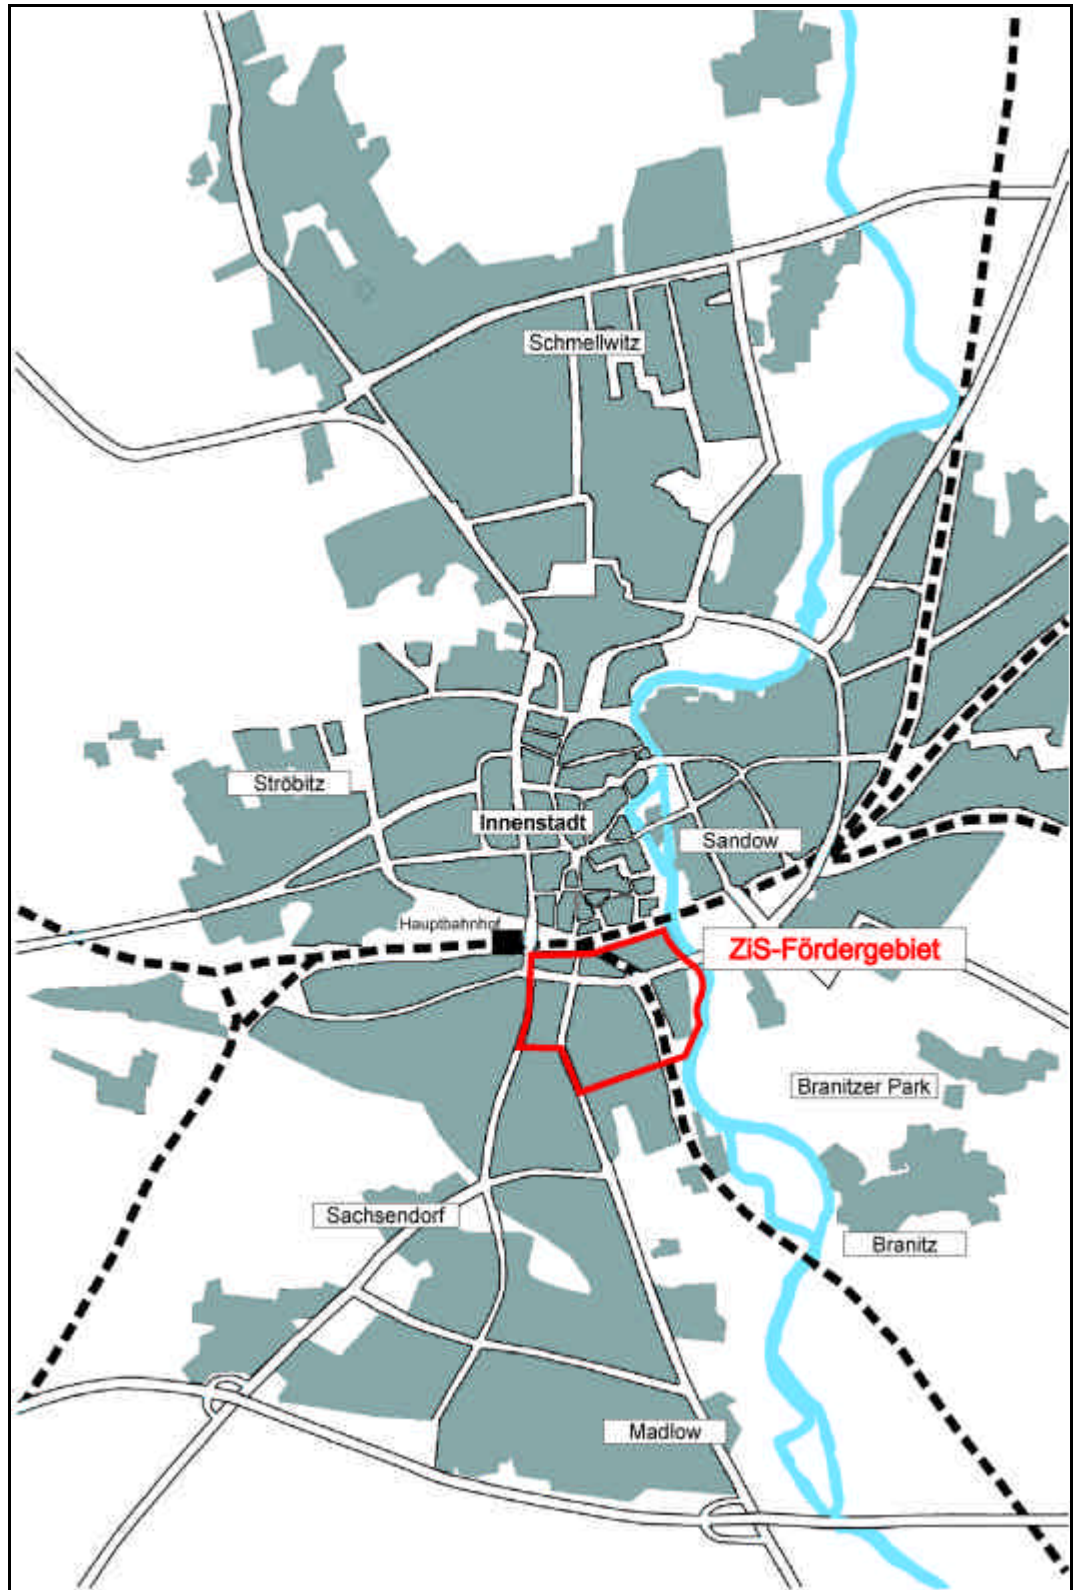 Schmellwitz
Ströbitz
Innenstadt
Sandow
Hauptbahnhof
ZiS-Fördergebiet
Branitzer Park
Sachsendorf
Branitz
Madlow